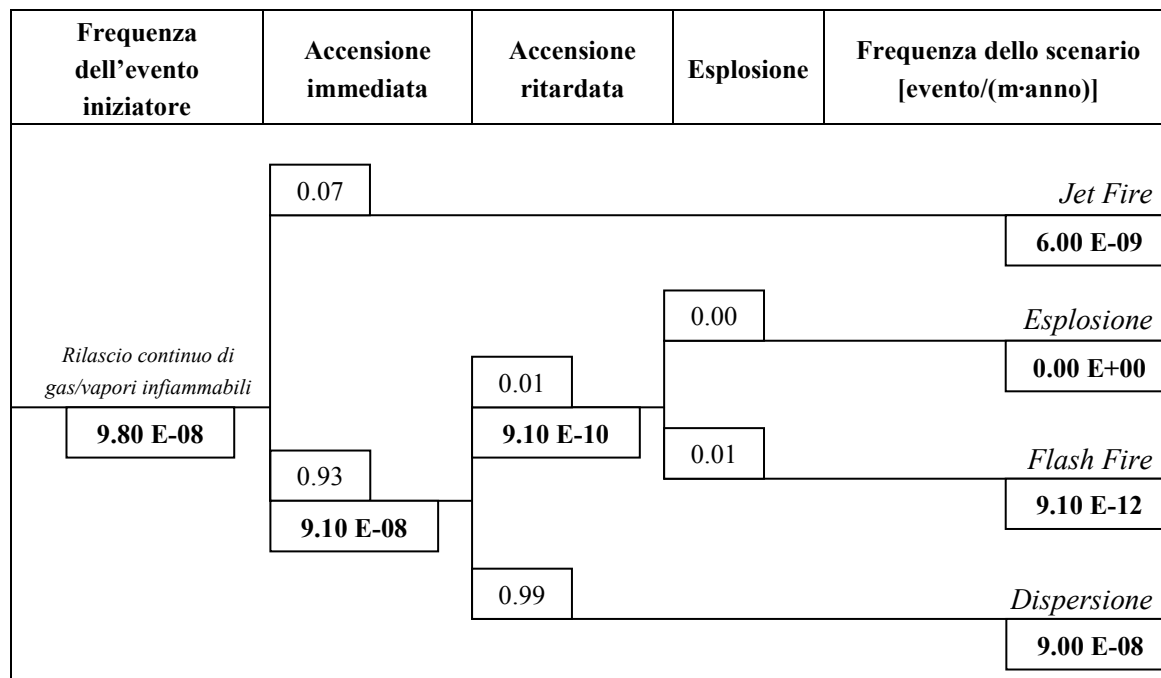 Frequenza
dell’evento
iniziatore
Accensione
immediata
Accensione
ritardata
Esplosione
Frequenza dello scenario
[evento/(m·anno)]
0.07
Jet Fire
6.00 E-09
0.00
Esplosione
0.00 E+00
Rilascio continuo di
gas/vapori infiammabili
9.80 E-08
0.01
9.10 E-10
0.01
Flash Fire
9.10 E-12
0.93
9.10 E-08
0.99
Dispersione
9.00 E-08